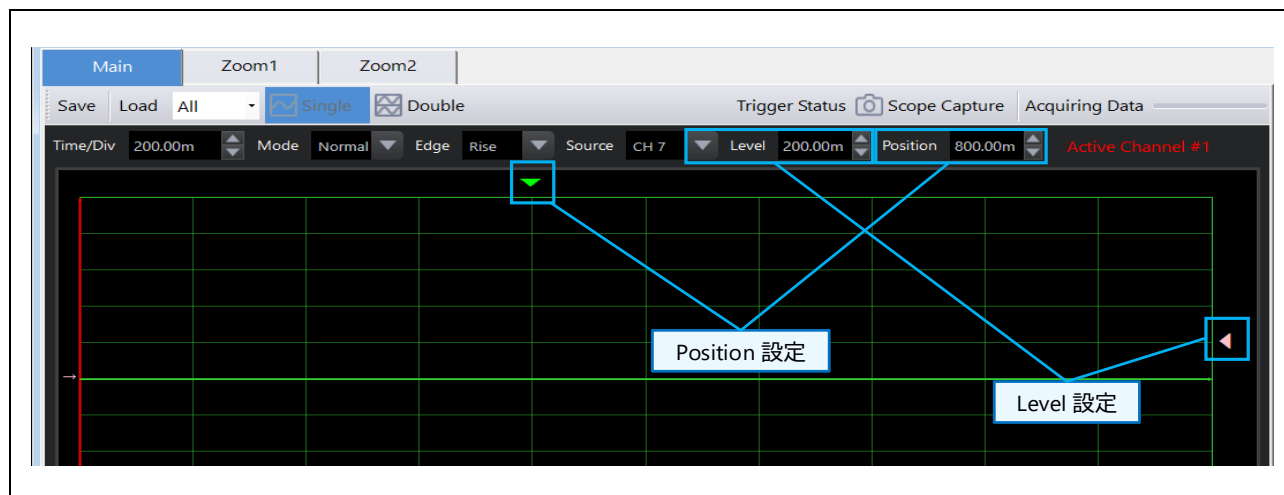 Main Zoom1 Zoom2
Save Load All Single Double Trigger Status Scope Capture Acquiring Data
Time/Div 200.00m Mode Normal Edge Rise Source CH 7 Level 200.00m Position 800.00m Active Channel #1
Position 設定
Level 設定